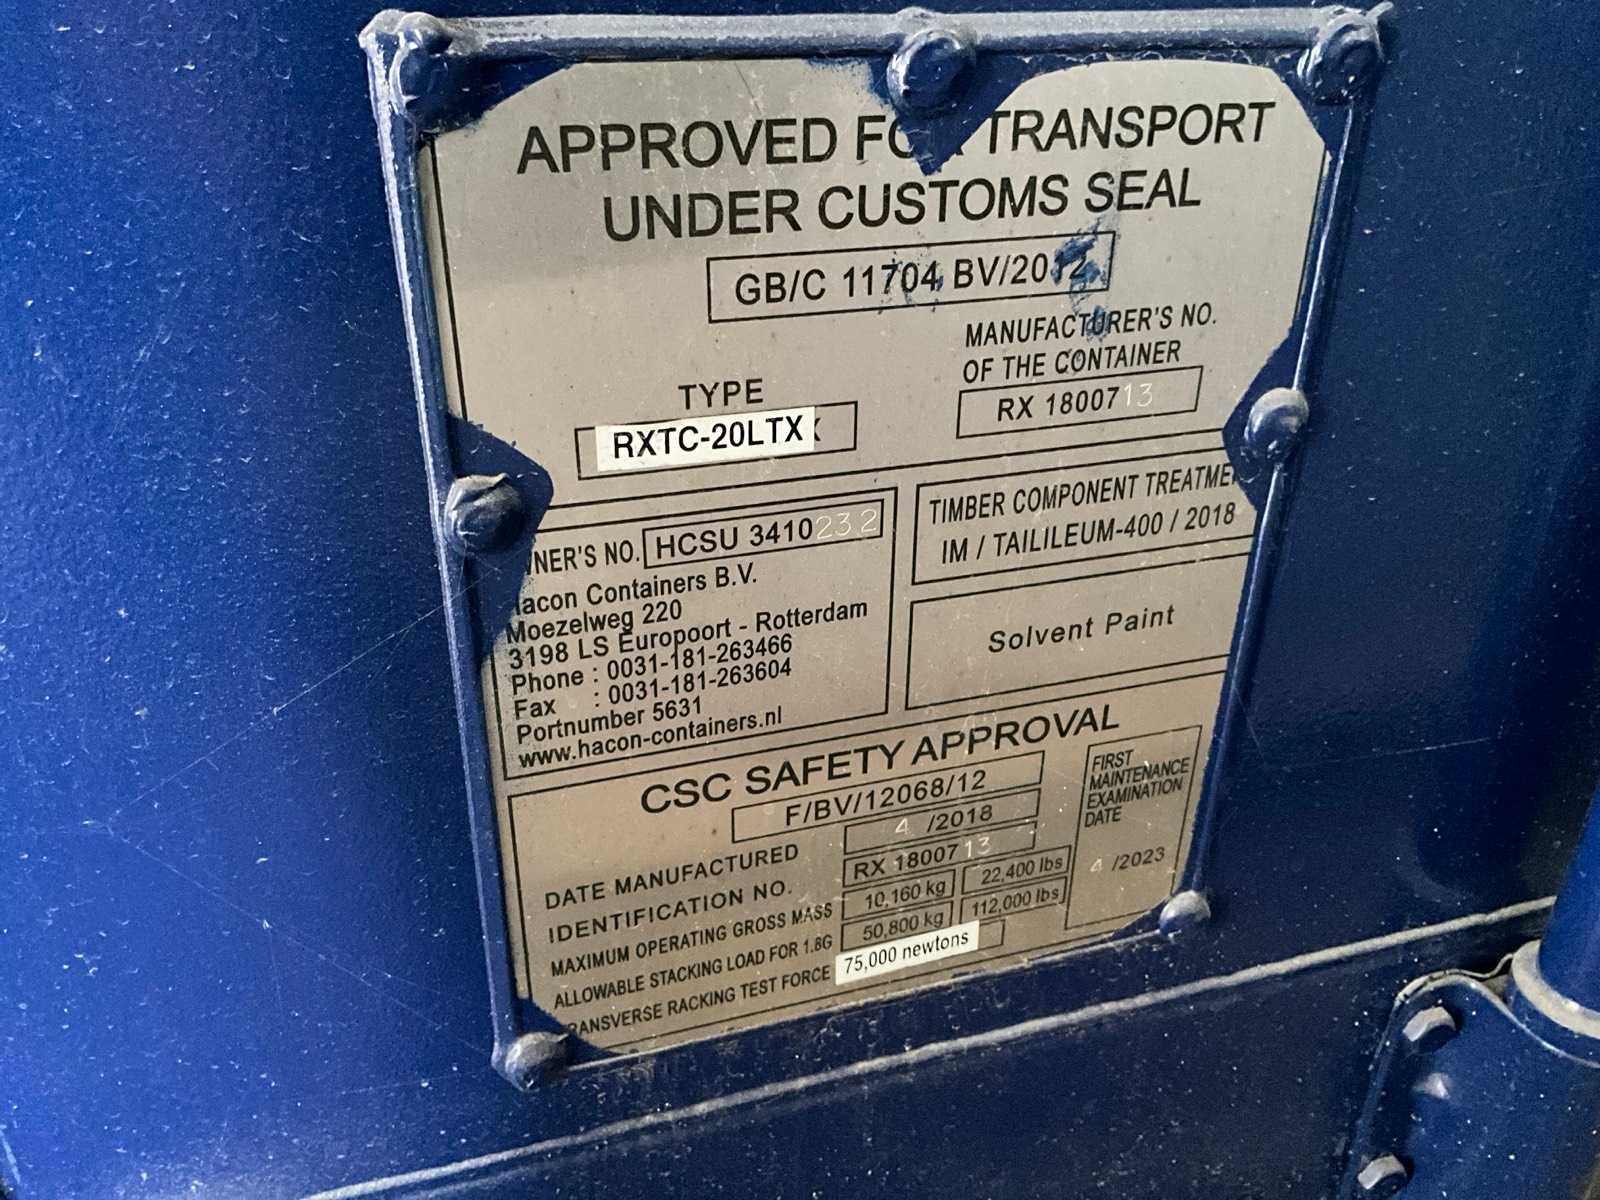 APPROVED FOR TRANSPORT
UNDER CUSTOMS SEAL
GB/C 11704 BV/2012
TYPE
RXTC-20LTX
MANUFACTURER'S NO.
OF THE CONTAINER
RX 1800713
OWNER'S NO. HCSU 3410232
Hacon Containers B.V.
Moezelweg 220
3198 LS Europoort - Rotterdam
Phone : 0031-181-263466
Fax : 0031-181-263604
Portnumber 5631
www.hacon-containers.nl
TIMBER COMPONENT TREATME
IM / TAILILEUM-400 / 2018
Solvent Paint
CSC SAFETY APPROVAL
F/BV/12068/12
DATE MANUFACTURED 4 /2018
IDENTIFICATION NO. RX 1800713
MAXIMUM OPERATING GROSS MASS 10,160 kg 22,400 lbs
ALLOWABLE STACKING LOAD FOR 1.8G 50,800 kg 112,000 lbs
TRANSVERSE RACKING TEST FORCE 75,000 newtons
FIRST
MAINTENANCE
EXAMINATION
DATE
4 /2023